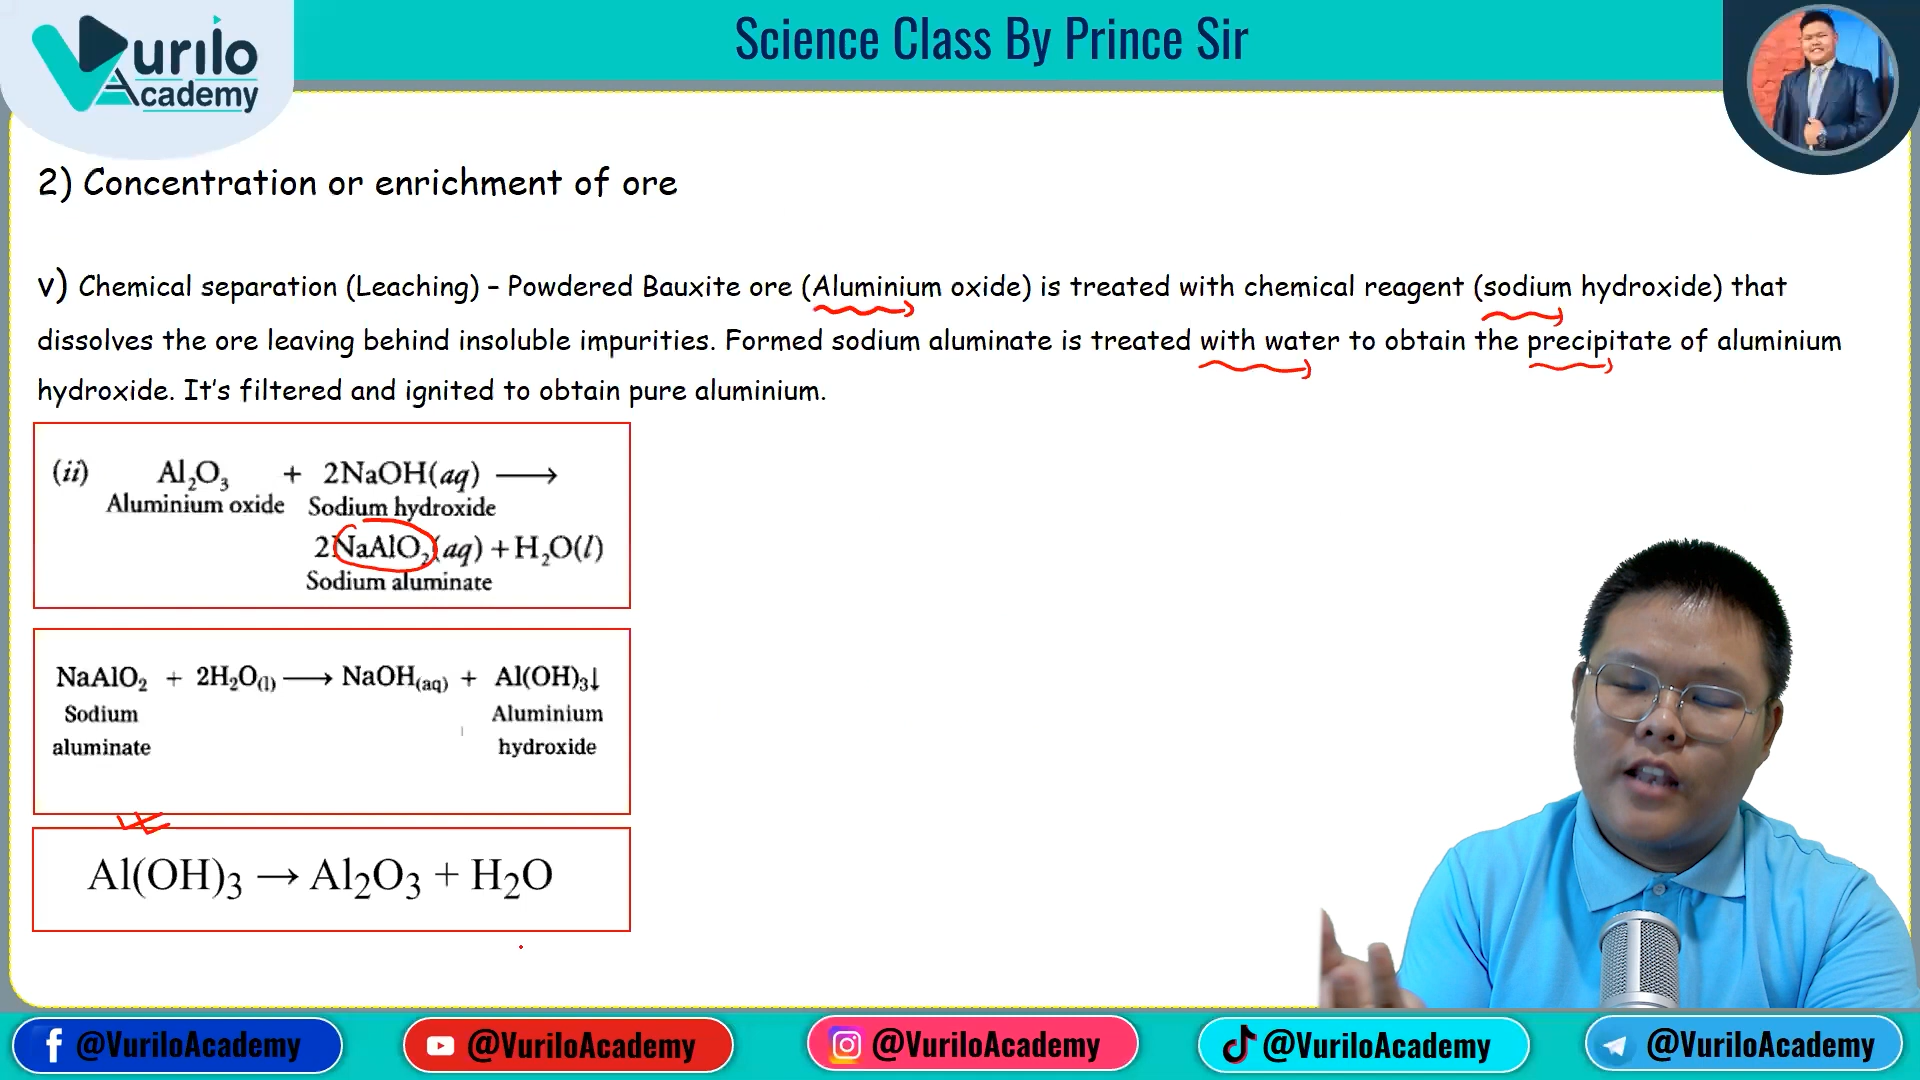 Vurilo
Academy
Science Class By Prince Sir
2) Concentration or enrichment of ore
v) Chemical separation (Leaching) – Powdered Bauxite ore (Aluminium oxide) is treated with chemical reagent (sodium hydroxide) that
dissolves the ore leaving behind insoluble impurities. Formed sodium aluminate is treated with water to obtain the precipitate of aluminium
hydroxide. It's filtered and ignited to obtain pure aluminium.
(ii) Al₂O₃ + 2NaOH(aq) ⟶
Aluminium oxide Sodium hydroxide
2NaAlO₂(aq) + H₂O(l)
Sodium aluminate
NaAlO₂ + 2H₂O(l) ⟶ NaOH(aq) + Al(OH)₃↓
Sodium Aluminium
aluminate hydroxide
Al(OH)₃ → Al₂O₃ + H₂O
@VuriloAcademy @VuriloAcademy @VuriloAcademy @VuriloAcademy @VuriloAcademy